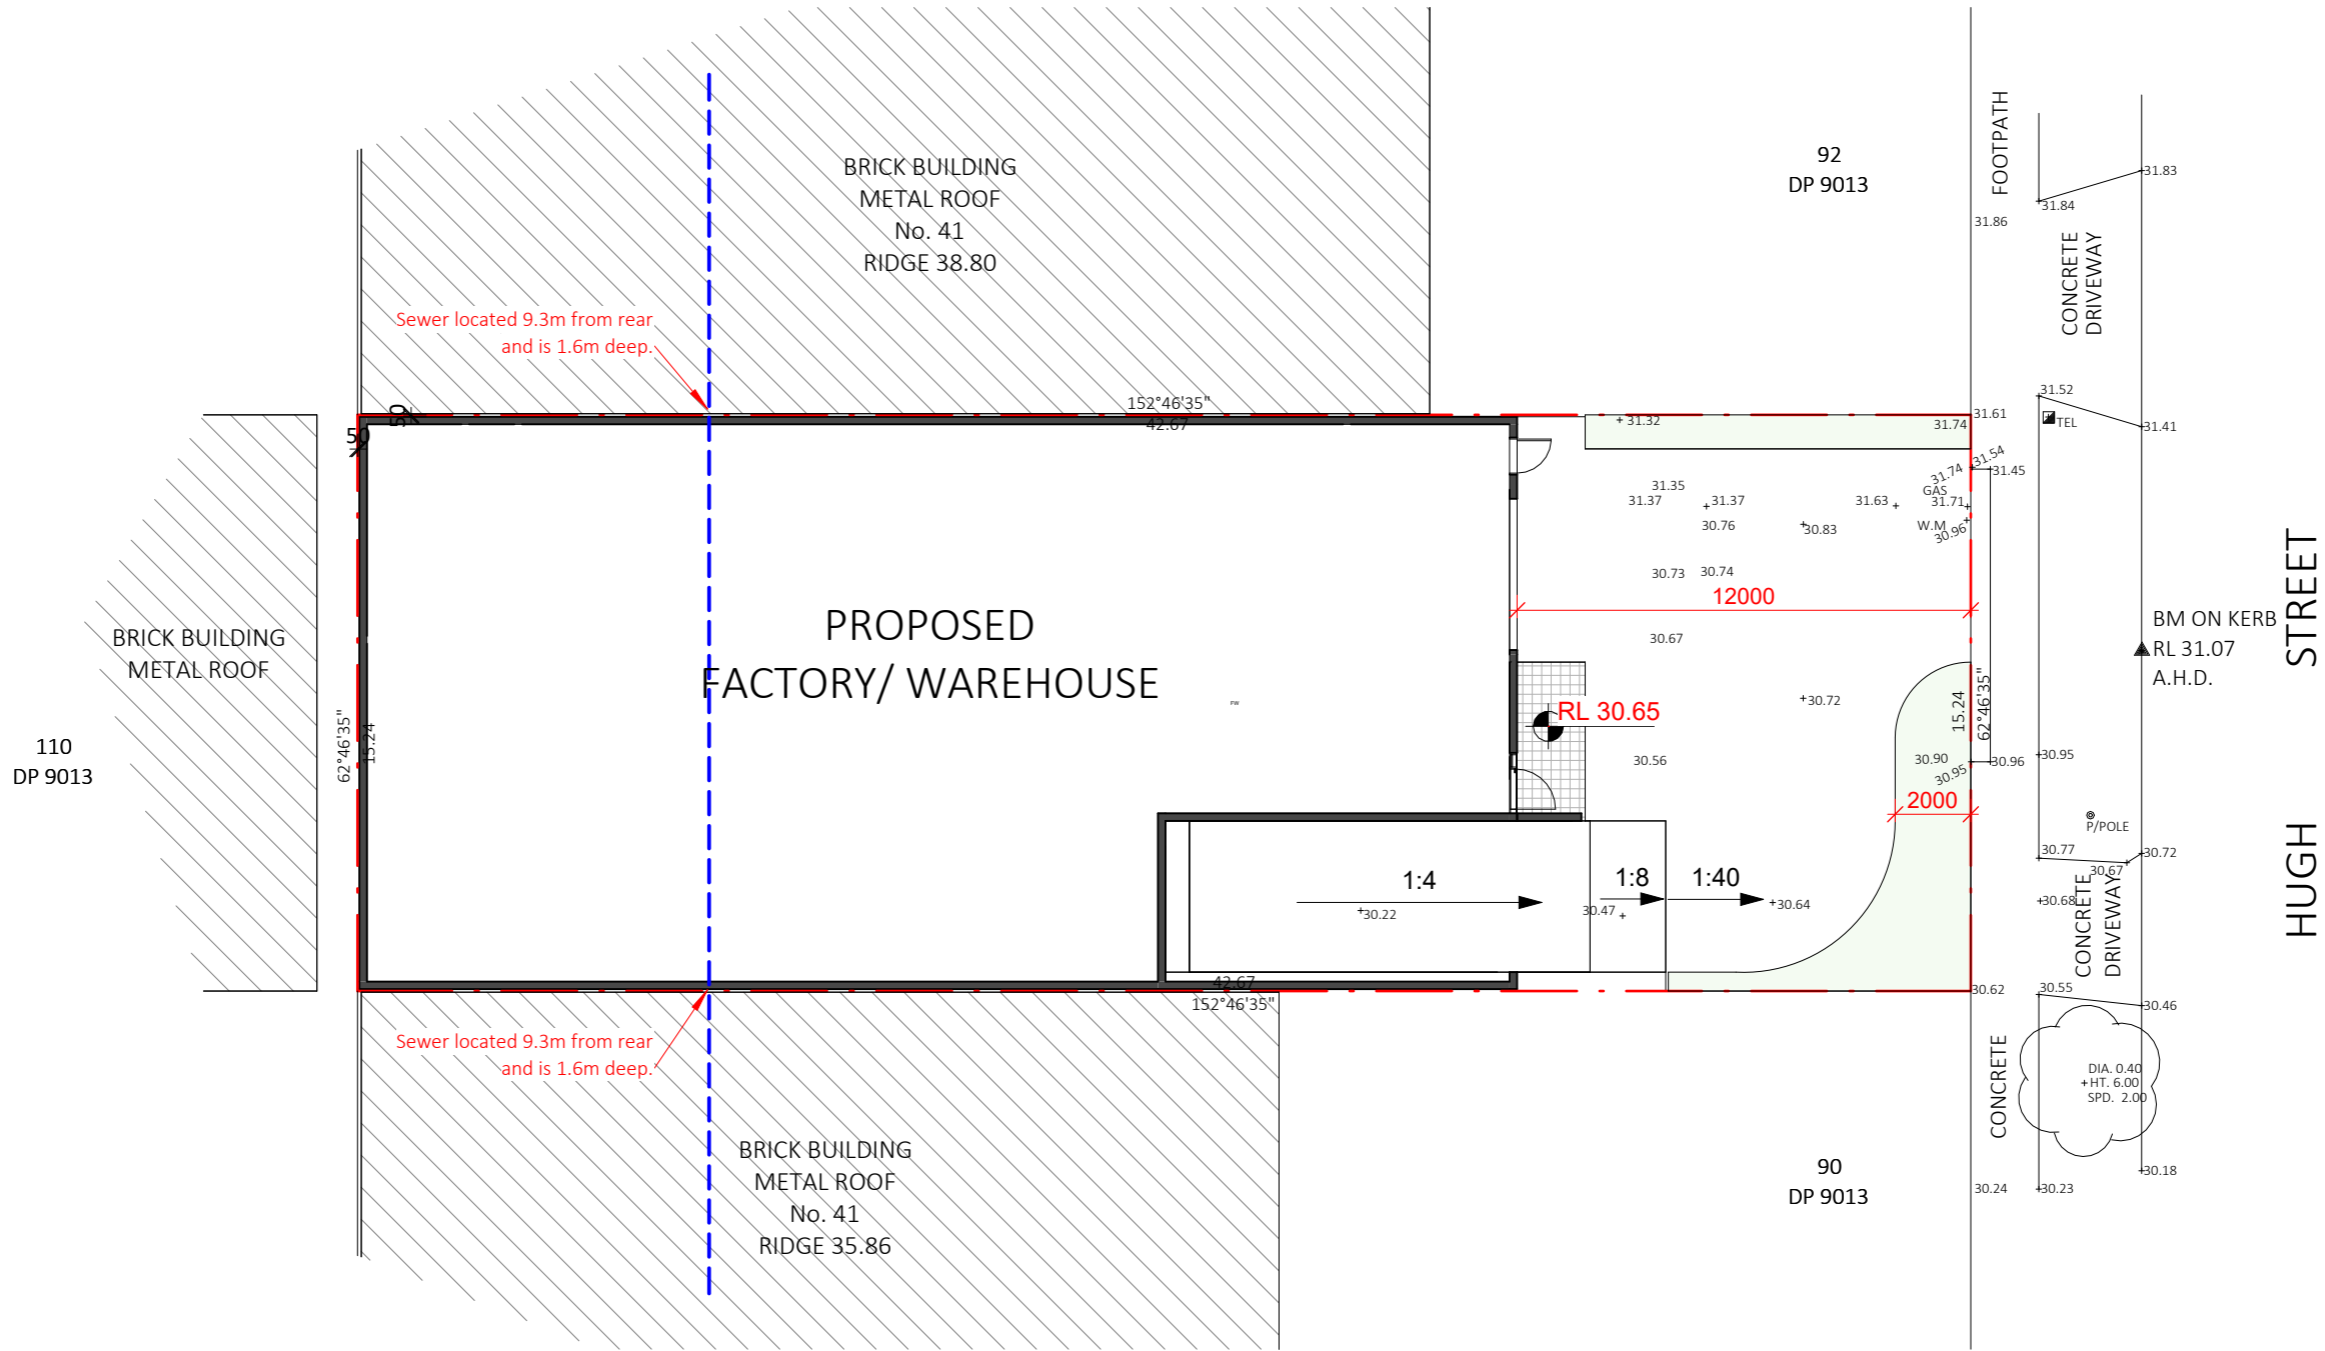 BRICK BUILDING
METAL ROOF
No. 41
RIDGE 38.80
92
DP 9013
FOOTPATH
31.83
31.84
31.86
CONCRETE
DRIVEWAY
Sewer located 9.3m from rear
and is 1.6m deep.
152°46'35"
42.67
50
50
31.32
31.74
31.61
31.52
TEL
31.41
31.54
31.74
31.45
GAS
31.35
31.37
31.37
31.63
31.71
30.76
30.83
W.M
30.96
30.73
30.74
12000
30.67
PROPOSED
FACTORY/ WAREHOUSE
FW
BRICK BUILDING
METAL ROOF
110
DP 9013
62°46'35"
15.24
RL 30.65
30.72
30.56
15.24
62°46'35"
30.90
30.95
30.96
30.95
2000
BM ON KERB
RL 31.07
A.H.D.
HUGH STREET
P/POLE
30.77
30.72
30.67
1:4
1:8
1:40
30.22
30.47
30.64
30.68
CONCRETE
DRIVEWAY
42.67
152°46'35"
30.62
30.55
30.46
Sewer located 9.3m from rear
and is 1.6m deep.
CONCRETE
DIA. 0.40
HT. 6.00
SPD. 2.00
BRICK BUILDING
METAL ROOF
No. 41
RIDGE 35.86
90
DP 9013
30.24
30.23
30.18